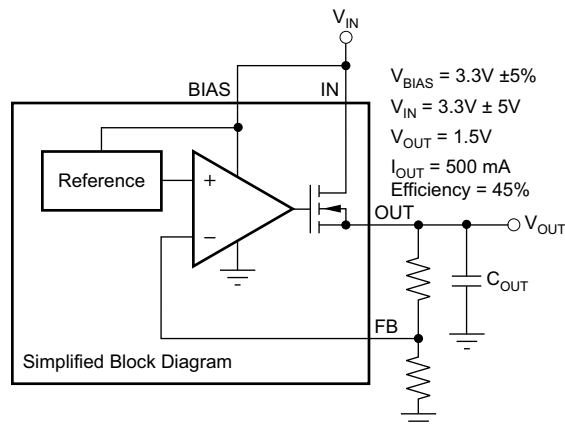 V_IN
BIAS
IN
V_BIAS = 3.3V ±5%
V_IN = 3.3V ± 5V
V_OUT = 1.5V
I_OUT = 500 mA
Efficiency = 45%
Reference
+
−
OUT
V_OUT
C_OUT
FB
Simplified Block Diagram